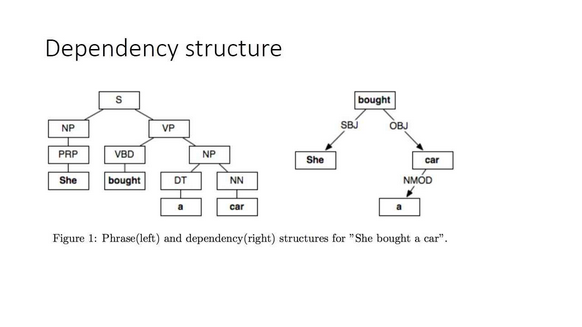 Dependency structure
S
NP VP
PRP VBD NP
She bought DT NN
a car
bought
SBJ OBJ
She car
NMOD
a
Figure 1: Phrase(left) and dependency(right) structures for ”She bought a car”.